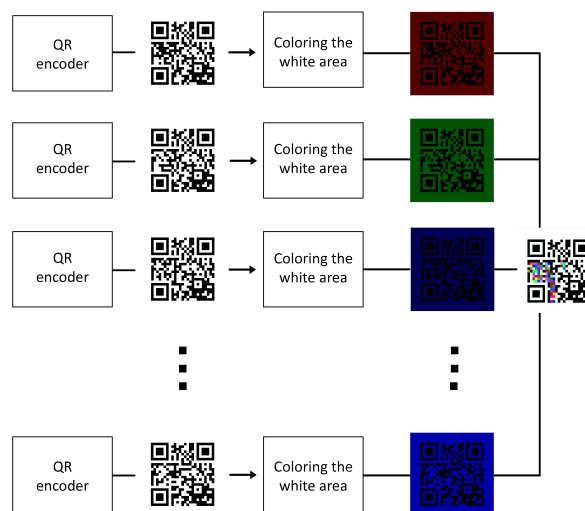 QR
encoder
Coloring the
white area
QR
encoder
Coloring the
white area
QR
encoder
Coloring the
white area
QR
encoder
Coloring the
white area